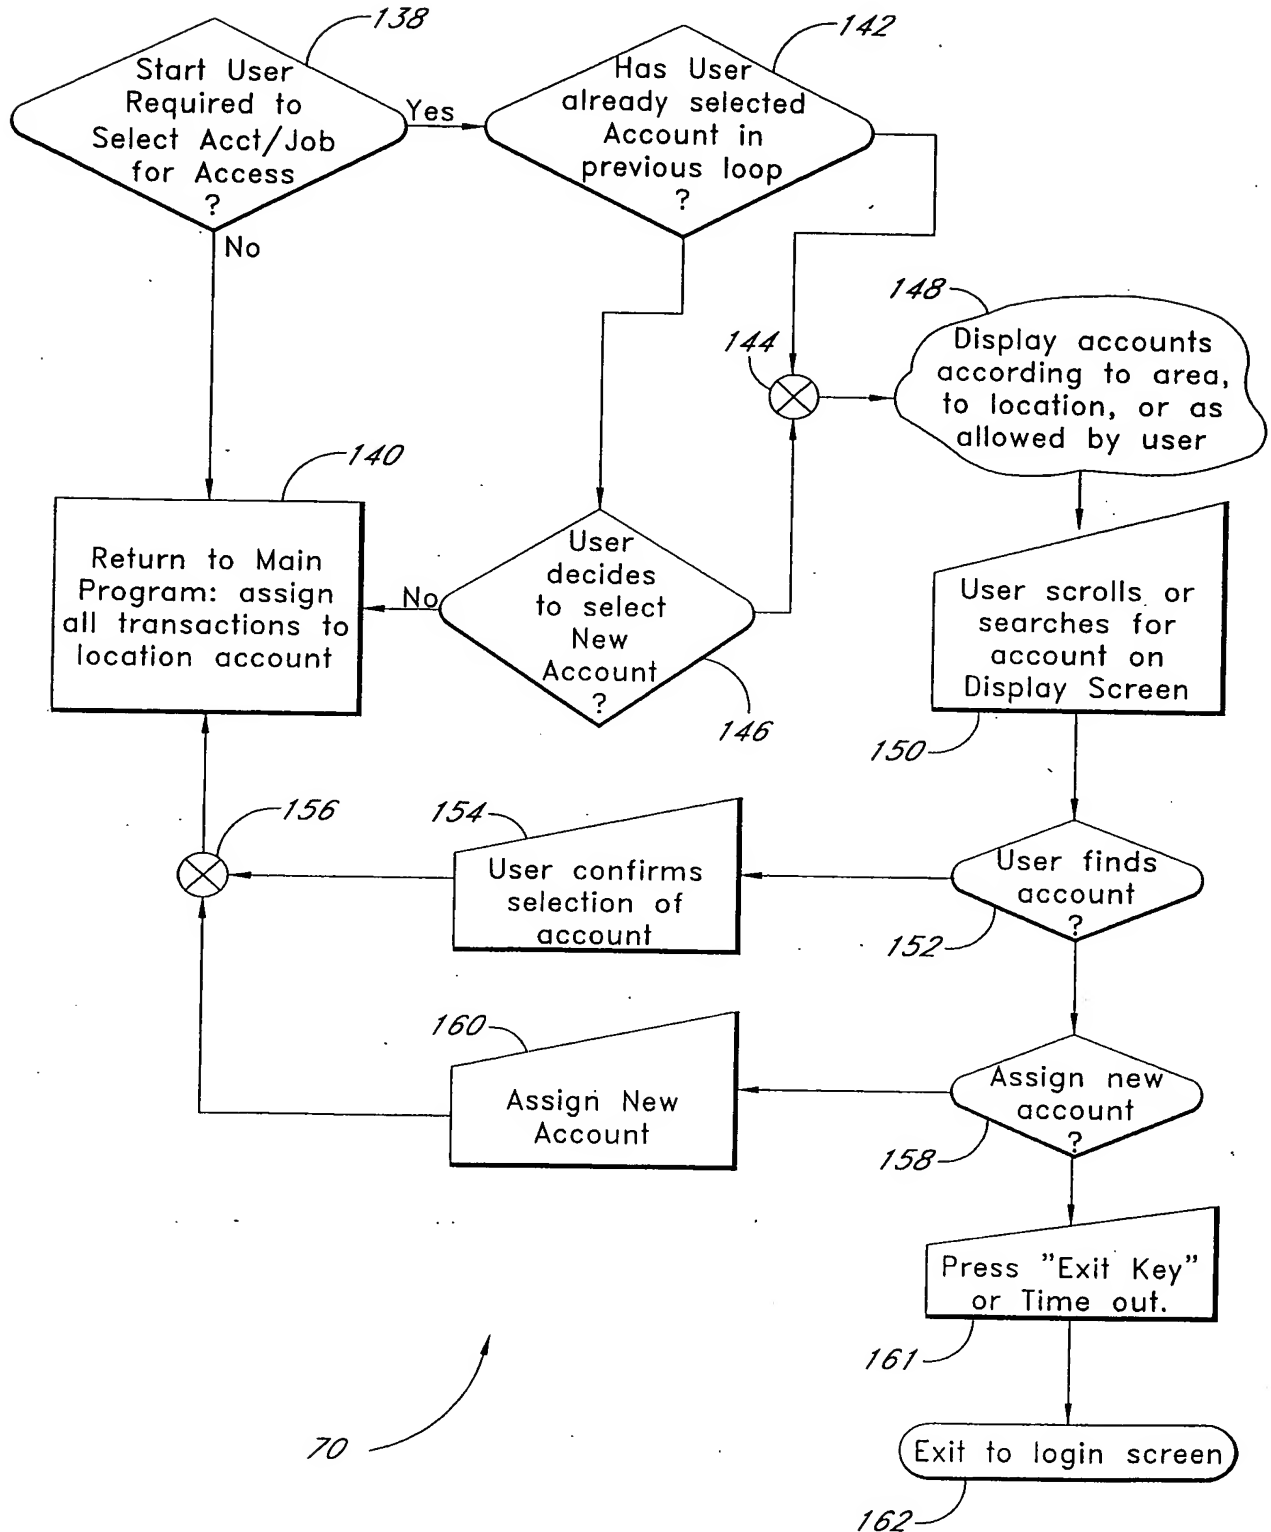 138
Start User
Required to
Select Acct/Job
for Access
?
Yes
No
142
Has User
already selected
Account in
previous loop
?
144
148
Display accounts
according to area,
to location, or as
allowed by user
140
Return to Main
Program: assign
all transactions to
location account
No
User
decides
to select
New
Account
?
146
User scrolls or
searches for
account on
Display Screen
150
156
154
User confirms
selection of
account
User finds
account
?
152
160
Assign New
Account
Assign new
account
?
158
Press "Exit Key"
or Time out.
161
70
Exit to login screen
162